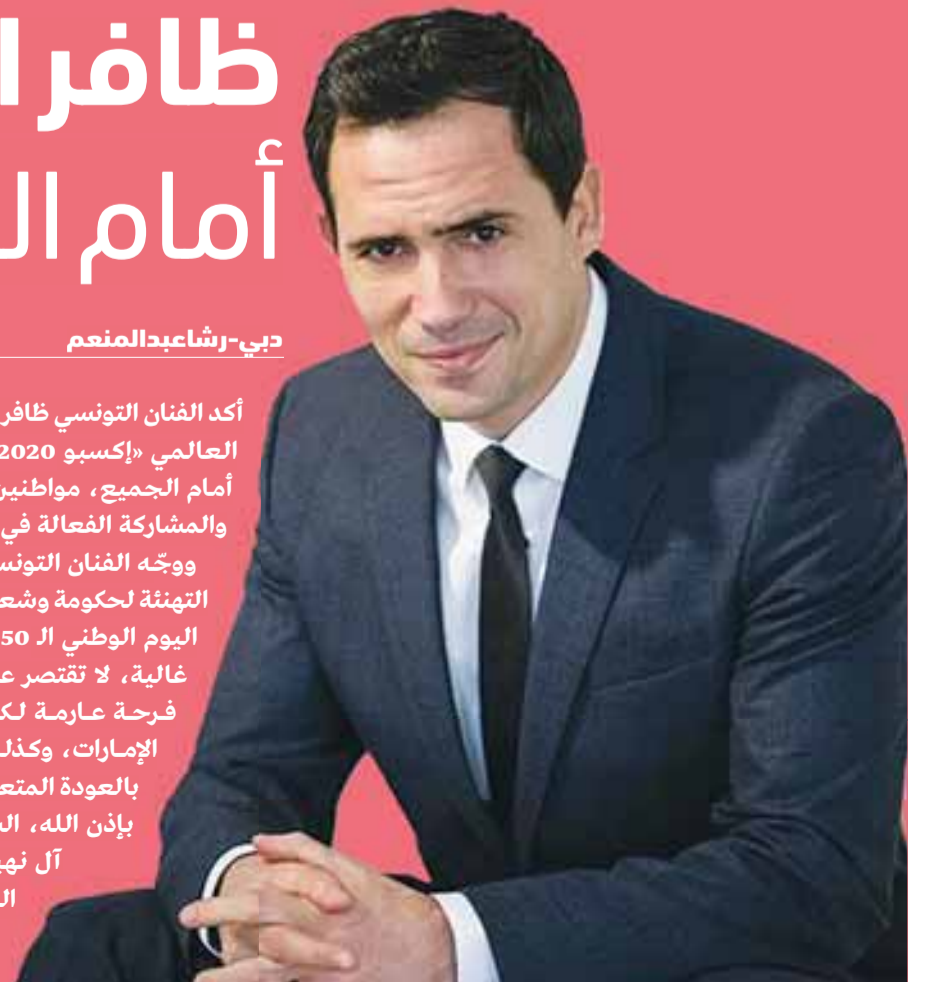 ظافر ا
أمام ال
دبي-رشاعبدالمنعم
أكد الفنان التونسي ظافر
العالمي «إكسبو 2020
أمام الجميع، مواطنين
والمشاركة الفعالة في
ووجّه الفنان التونس
التهنئة لحكومة وشع
اليوم الوطني الـ 50
غالية، لا تقتصر ع
فرحة عارمة لك
الإمارات، وكذل
بالعودة المتع
بإذن الله، ال
آل نهي
ال